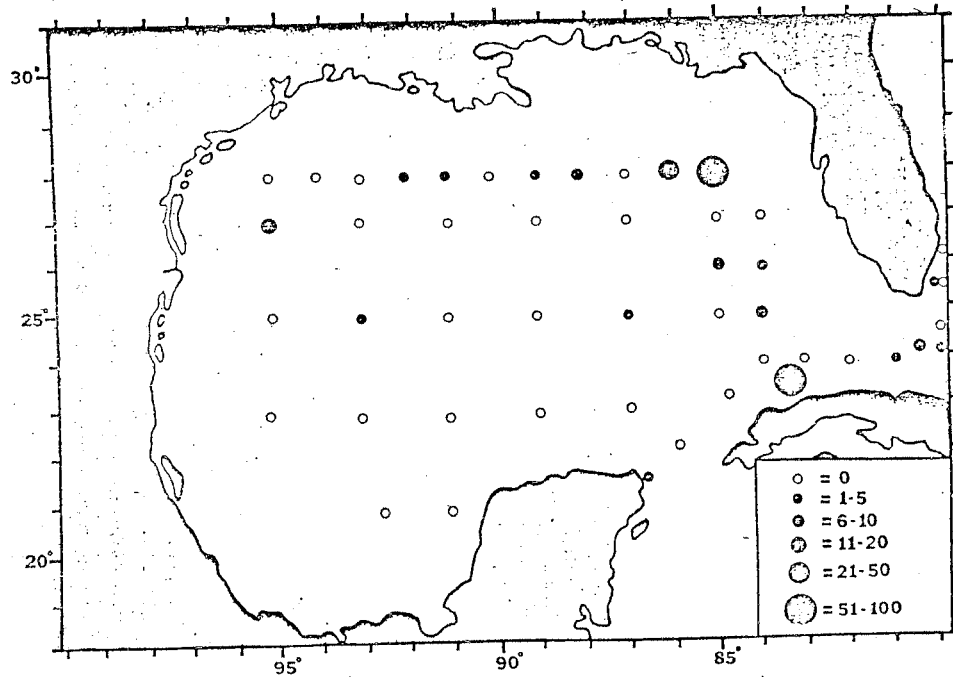 30°
25°
20°
95°
90°
85°
○ = 0
● = 1-5
● = 6-10
● = 11-20
○ = 21-50
○ = 51-100